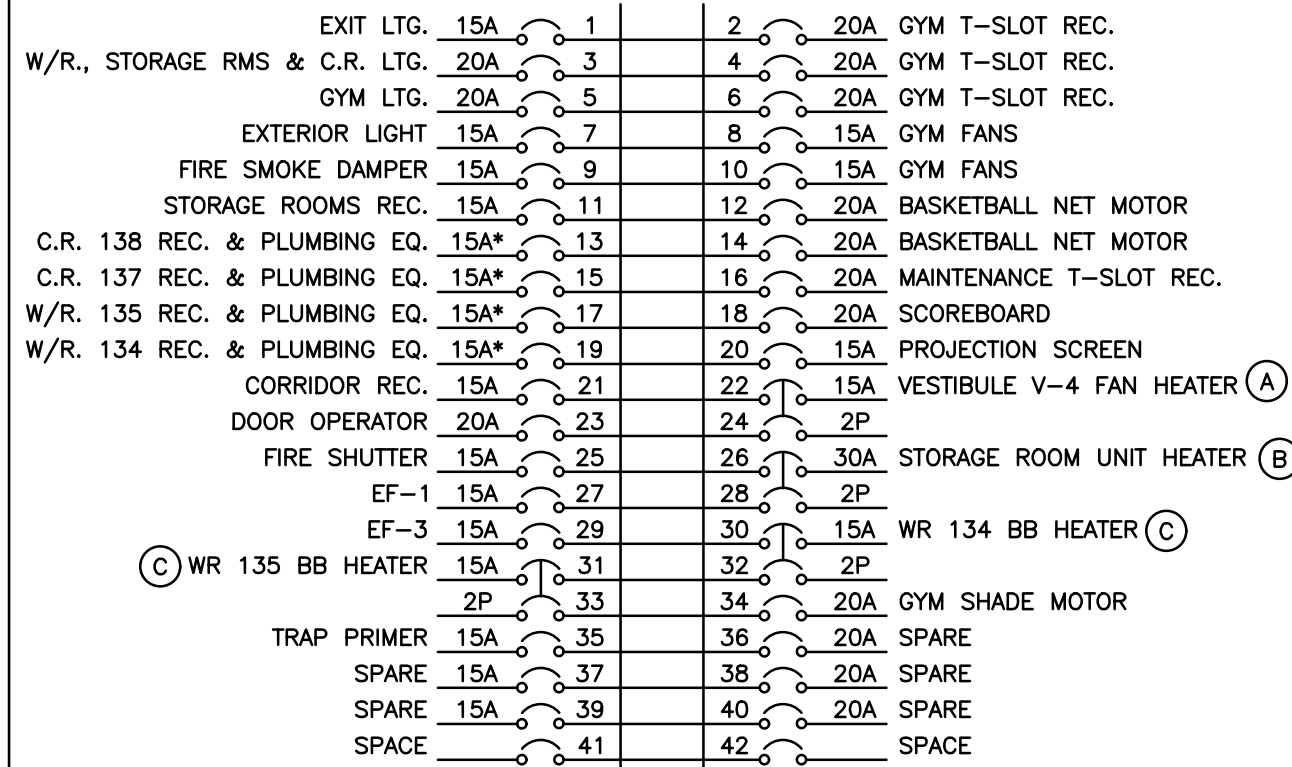 EXIT LTG. 15A 1 2 20A GYM T-SLOT REC.
W/R., STORAGE RMS & C.R. LTG. 20A 3 4 20A GYM T-SLOT REC.
GYM LTG. 20A 5 6 20A GYM T-SLOT REC.
EXTERIOR LIGHT 15A 7 8 15A GYM FANS
FIRE SMOKE DAMPER 15A 9 10 15A GYM FANS
STORAGE ROOMS REC. 15A 11 12 20A BASKETBALL NET MOTOR
C.R. 138 REC. & PLUMBING EQ. 15A* 13 14 20A BASKETBALL NET MOTOR
C.R. 137 REC. & PLUMBING EQ. 15A* 15 16 20A MAINTENANCE T-SLOT REC.
W/R. 135 REC. & PLUMBING EQ. 15A* 17 18 20A SCOREBOARD
W/R. 134 REC. & PLUMBING EQ. 15A* 19 20 15A PROJECTION SCREEN
CORRIDOR REC. 15A 21 22 15A VESTIBULE V-4 FAN HEATER A
DOOR OPERATOR 20A 23 24 2P
FIRE SHUTTER 15A 25 26 30A STORAGE ROOM UNIT HEATER B
EF-1 15A 27 28 2P
EF-3 15A 29 30 15A WR 134 BB HEATER C
C WR 135 BB HEATER 15A 31 32 2P
2P 33 34 20A GYM SHADE MOTOR
TRAP PRIMER 15A 35 36 20A SPARE
SPARE 15A 37 38 20A SPARE
SPARE 15A 39 40 20A SPARE
SPACE 41 42 SPACE